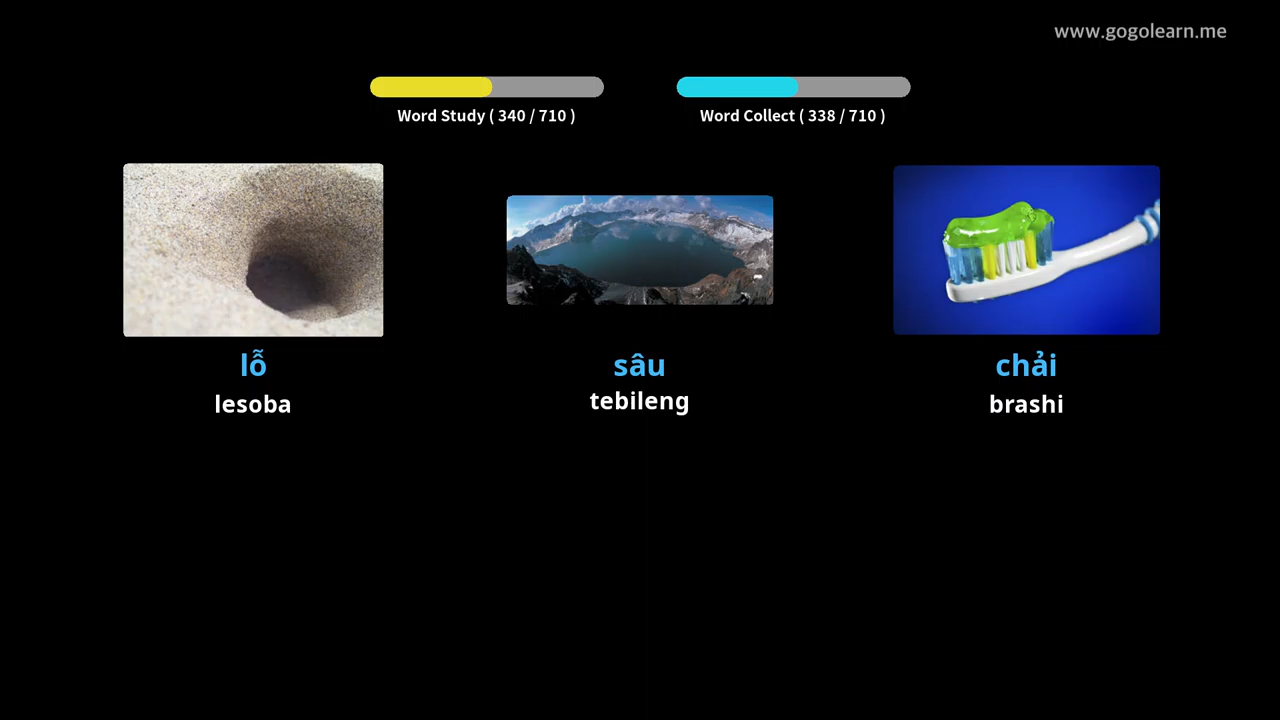 www.gogolearn.me
Word Study ( 340 / 710 )
Word Collect ( 338 / 710 )
lỗ
sâu
chải
lesoba
tebileng
brashi